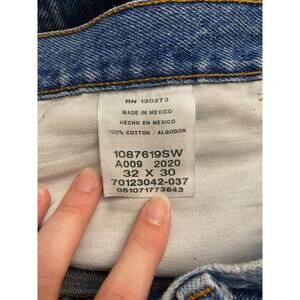 RN 130273
MADE IN MEXICO
HECHO EN MEXICO
100% COTTON / ALGODON
1087619SW
A009 2020
32 X 30
70123042-037
051071773843